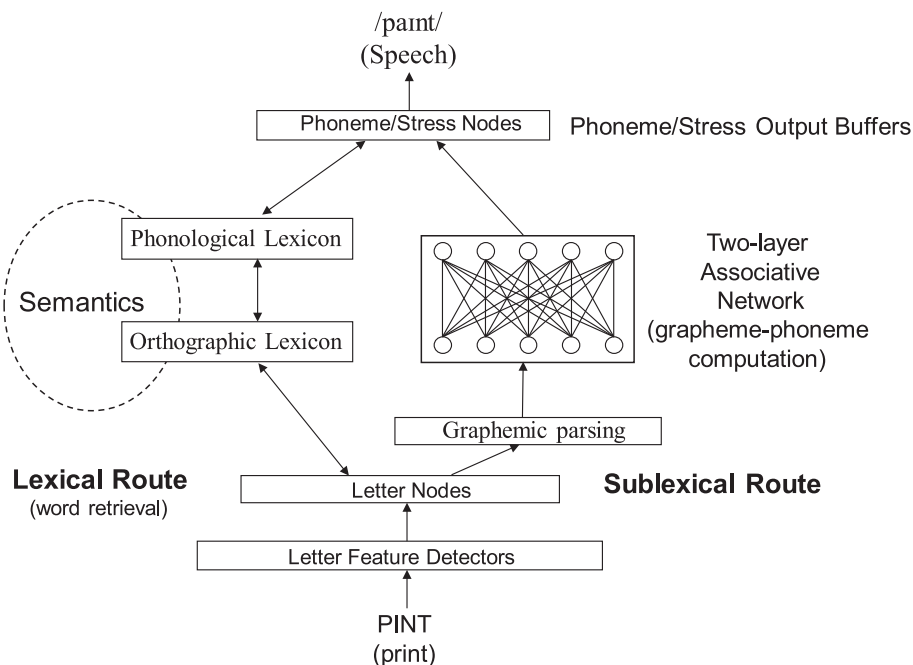 /paɪnt/
(Speech)
Phoneme/Stress Nodes
Phoneme/Stress Output Buffers
Phonological Lexicon
Semantics
Orthographic Lexicon
Two-layer
Associative
Network
(grapheme-phoneme
computation)
Graphemic parsing
Lexical Route
(word retrieval)
Letter Nodes
Sublexical Route
Letter Feature Detectors
PINT
(print)